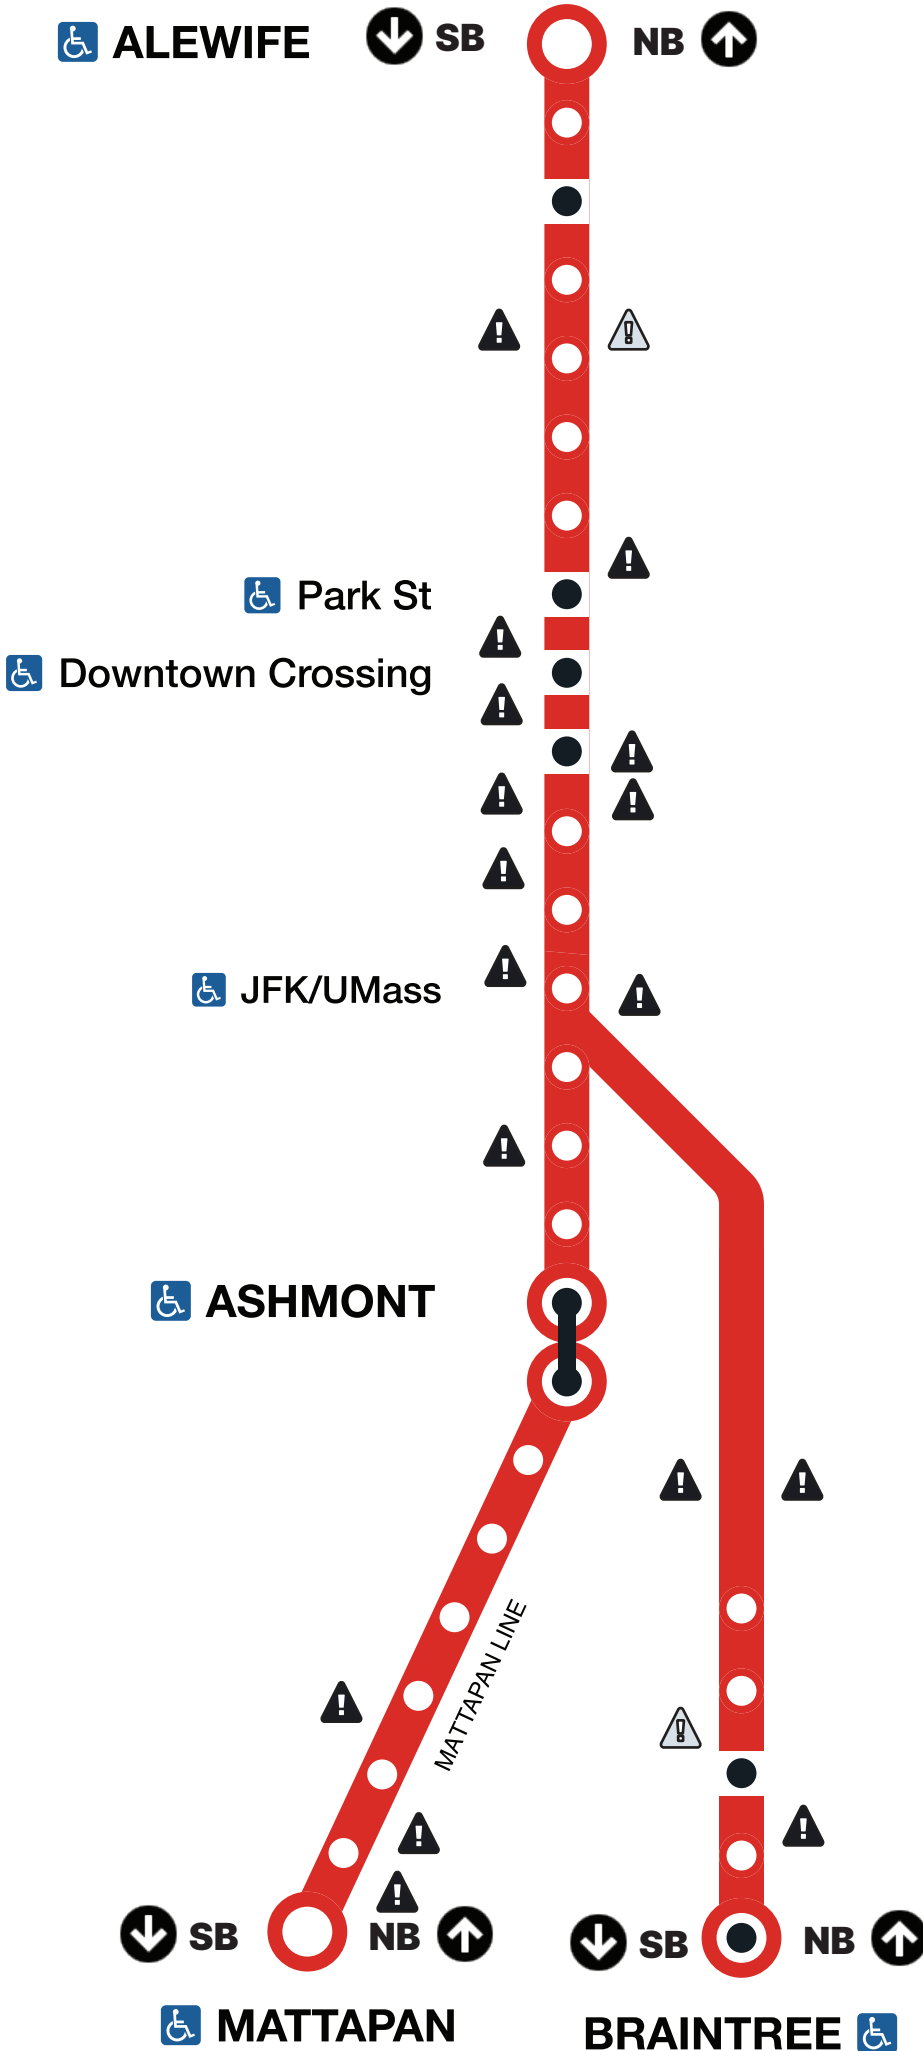 ALEWIFE
SB
NB
Park St
Downtown Crossing
JFK/UMass
ASHMONT
MATTAPAN LINE
SB
NB
SB
NB
MATTAPAN
BRAINTREE